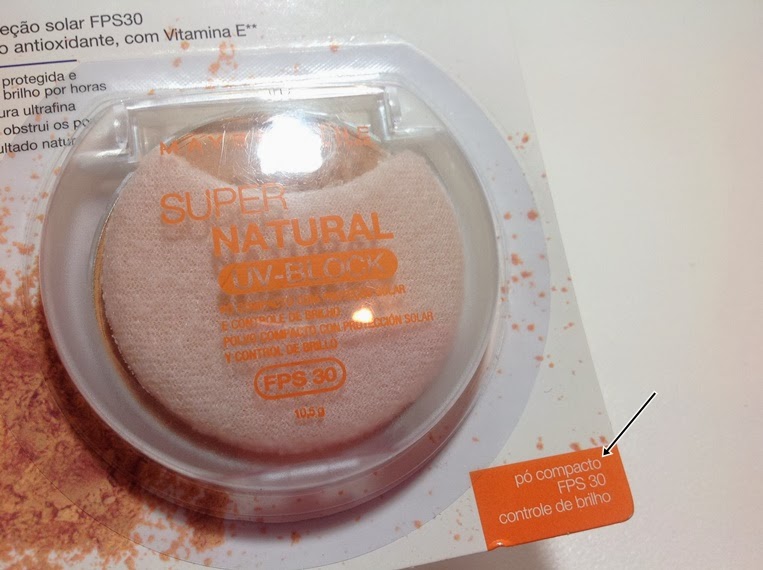 eção solar FPS30
o antioxidante, com Vitamina E**
protegida e
brilho por horas
ura ultrafina
obstrui os po
ultado natur
SUPER
NATURAL
UV-BLOCK
SOLAR
E CONTROLE DE BRILHO
POLVO COMPACTO CON PROTECCIÓN SOLAR
Y CONTROL DE BRILLO
FPS 30
10,5 g
pó compacto
FPS 30
controle de brilho